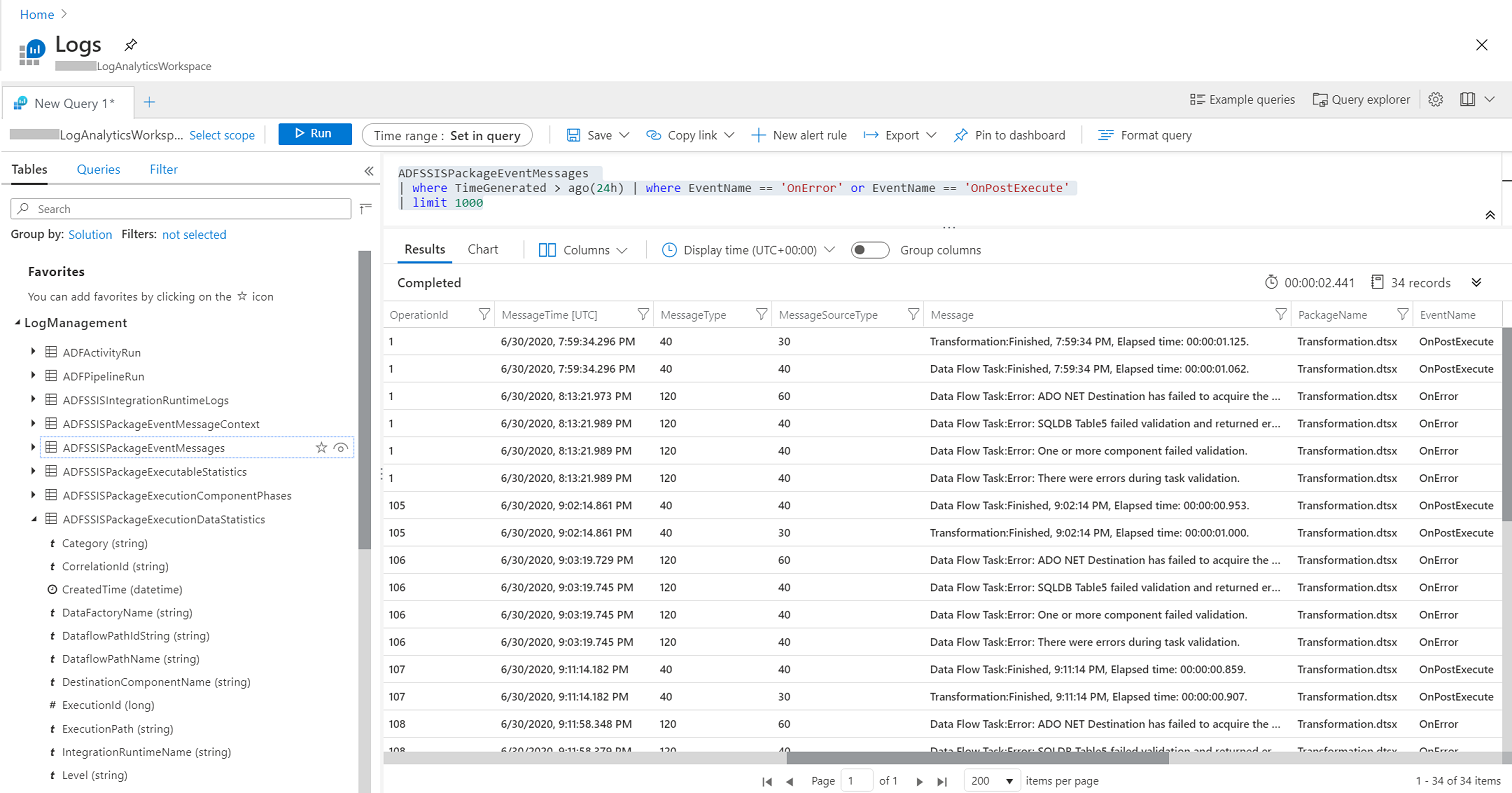 Home
Logs
LogAnalyticsWorkspace
New Query 1*
Example queries Query explorer
LogAnalyticsWorksp... Select scope Run Time range : Set in query Save Copy link New alert rule Export Pin to dashboard Format query
Tables Queries Filter
Search
Group by: Solution Filters: not selected
Favorites
You can add favorites by clicking on the ☆ icon
LogManagement
ADFActivityRun
ADFPipelineRun
ADFSSISIntegrationRuntimeLogs
ADFSSISPackageEventMessageContext
ADFSSISPackageEventMessages
ADFSSISPackageExecutableStatistics
ADFSSISPackageExecutionComponentPhases
ADFSSISPackageExecutionDataStatistics
t Category (string)
t CorrelationId (string)
CreatedTime (datetime)
t DataFactoryName (string)
t DataflowPathIdString (string)
t DataflowPathName (string)
t DestinationComponentName (string)
# ExecutionId (long)
t ExecutionPath (string)
t IntegrationRuntimeName (string)
t Level (string)
ADFSSISPackageEventMessages
| where TimeGenerated > ago(24h) | where EventName == 'OnError' or EventName == 'OnPostExecute'
| limit 1000
Results Chart Columns Display time (UTC+00:00) Group columns
Completed 00:00:02.441 34 records
OperationId MessageTime [UTC] MessageType MessageSourceType Message PackageName EventName
1 6/30/2020, 7:59:34.296 PM 40 30 Transformation:Finished, 7:59:34 PM, Elapsed time: 00:00:01.125. Transformation.dtsx OnPostExecute
1 6/30/2020, 7:59:34.296 PM 40 40 Data Flow Task:Finished, 7:59:34 PM, Elapsed time: 00:00:01.062. Transformation.dtsx OnPostExecute
1 6/30/2020, 8:13:21.973 PM 120 60 Data Flow Task:Error: ADO NET Destination has failed to acquire the ... Transformation.dtsx OnError
1 6/30/2020, 8:13:21.989 PM 120 40 Data Flow Task:Error: SQLDB Table5 failed validation and returned er... Transformation.dtsx OnError
1 6/30/2020, 8:13:21.989 PM 120 40 Data Flow Task:Error: One or more component failed validation. Transformation.dtsx OnError
1 6/30/2020, 8:13:21.989 PM 120 40 Data Flow Task:Error: There were errors during task validation. Transformation.dtsx OnError
105 6/30/2020, 9:02:14.861 PM 40 40 Data Flow Task:Finished, 9:02:14 PM, Elapsed time: 00:00:00.953. Transformation.dtsx OnPostExecute
105 6/30/2020, 9:02:14.861 PM 40 30 Transformation:Finished, 9:02:14 PM, Elapsed time: 00:00:01.000. Transformation.dtsx OnPostExecute
106 6/30/2020, 9:03:19.729 PM 120 60 Data Flow Task:Error: ADO NET Destination has failed to acquire the ... Transformation.dtsx OnError
106 6/30/2020, 9:03:19.745 PM 120 40 Data Flow Task:Error: SQLDB Table5 failed validation and returned er... Transformation.dtsx OnError
106 6/30/2020, 9:03:19.745 PM 120 40 Data Flow Task:Error: One or more component failed validation. Transformation.dtsx OnError
106 6/30/2020, 9:03:19.745 PM 120 40 Data Flow Task:Error: There were errors during task validation. Transformation.dtsx OnError
107 6/30/2020, 9:11:14.182 PM 40 40 Data Flow Task:Finished, 9:11:14 PM, Elapsed time: 00:00:00.859. Transformation.dtsx OnPostExecute
107 6/30/2020, 9:11:14.182 PM 40 30 Transformation:Finished, 9:11:14 PM, Elapsed time: 00:00:00.907. Transformation.dtsx OnPostExecute
108 6/30/2020, 9:11:58.348 PM 120 60 Data Flow Task:Error: ADO NET Destination has failed to acquire the ... Transformation.dtsx OnError
108 6/30/2020, 9:11:58.379 PM 120 40 Data Flow Task:Error: SQLDB Table5 failed validation and returned er... Transformation.dtsx OnError
Page 1 of 1 200 items per page 1 - 34 of 34 items